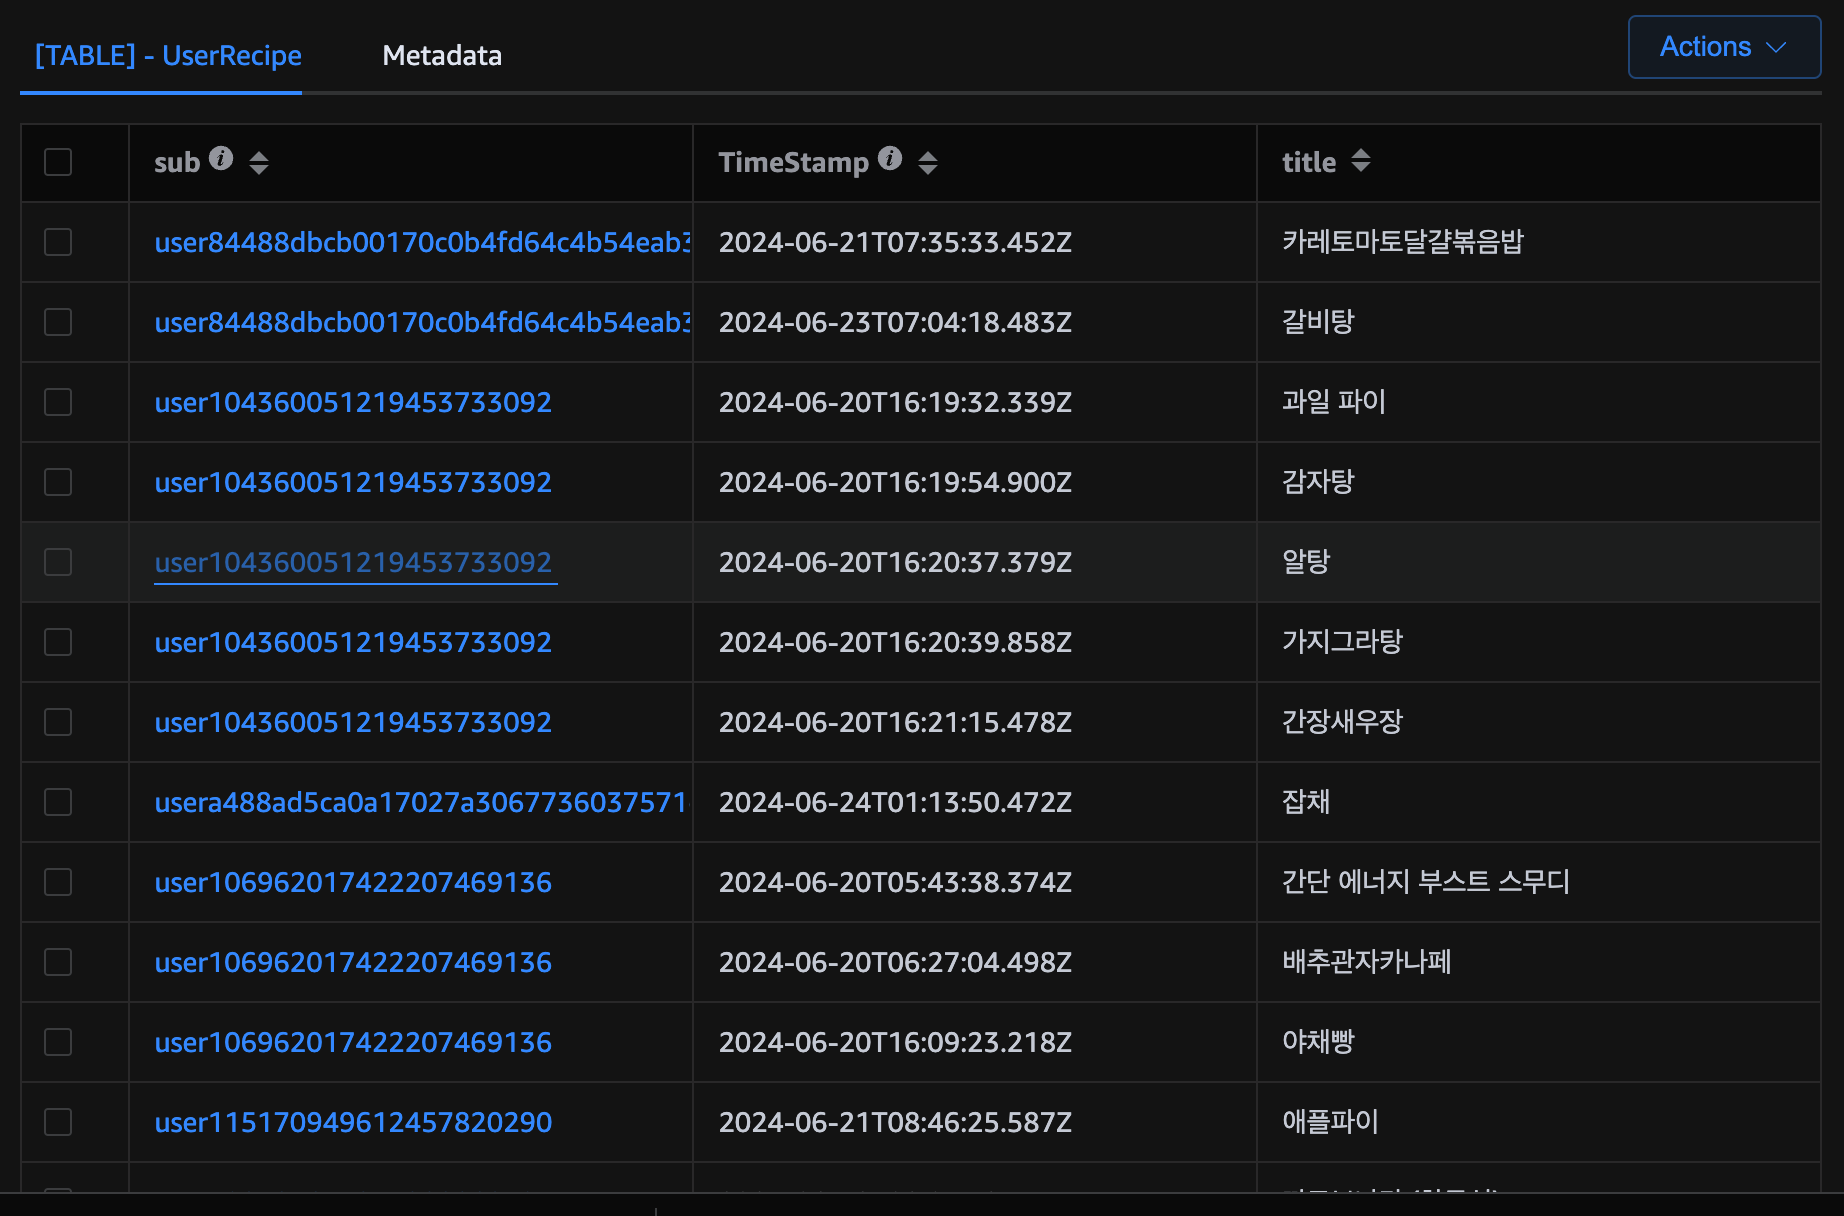 [TABLE] - UserRecipe Metadata Actions
sub TimeStamp title
user84488dbcb00170c0b4fd64c4b54eab3 2024-06-21T07:35:33.452Z 카레토마토달걀볶음밥
user84488dbcb00170c0b4fd64c4b54eab3 2024-06-23T07:04:18.483Z 갈비탕
user104360051219453733092 2024-06-20T16:19:32.339Z 과일 파이
user104360051219453733092 2024-06-20T16:19:54.900Z 감자탕
user104360051219453733092 2024-06-20T16:20:37.379Z 알탕
user104360051219453733092 2024-06-20T16:20:39.858Z 가지그라탕
user104360051219453733092 2024-06-20T16:21:15.478Z 간장새우장
usera488ad5ca0a17027a3067736037571 2024-06-24T01:13:50.472Z 잡채
user106962017422207469136 2024-06-20T05:43:38.374Z 간단 에너지 부스트 스무디
user106962017422207469136 2024-06-20T06:27:04.498Z 배추관자카나페
user106962017422207469136 2024-06-20T16:09:23.218Z 야채빵
user115170949612457820290 2024-06-21T08:46:25.587Z 애플파이